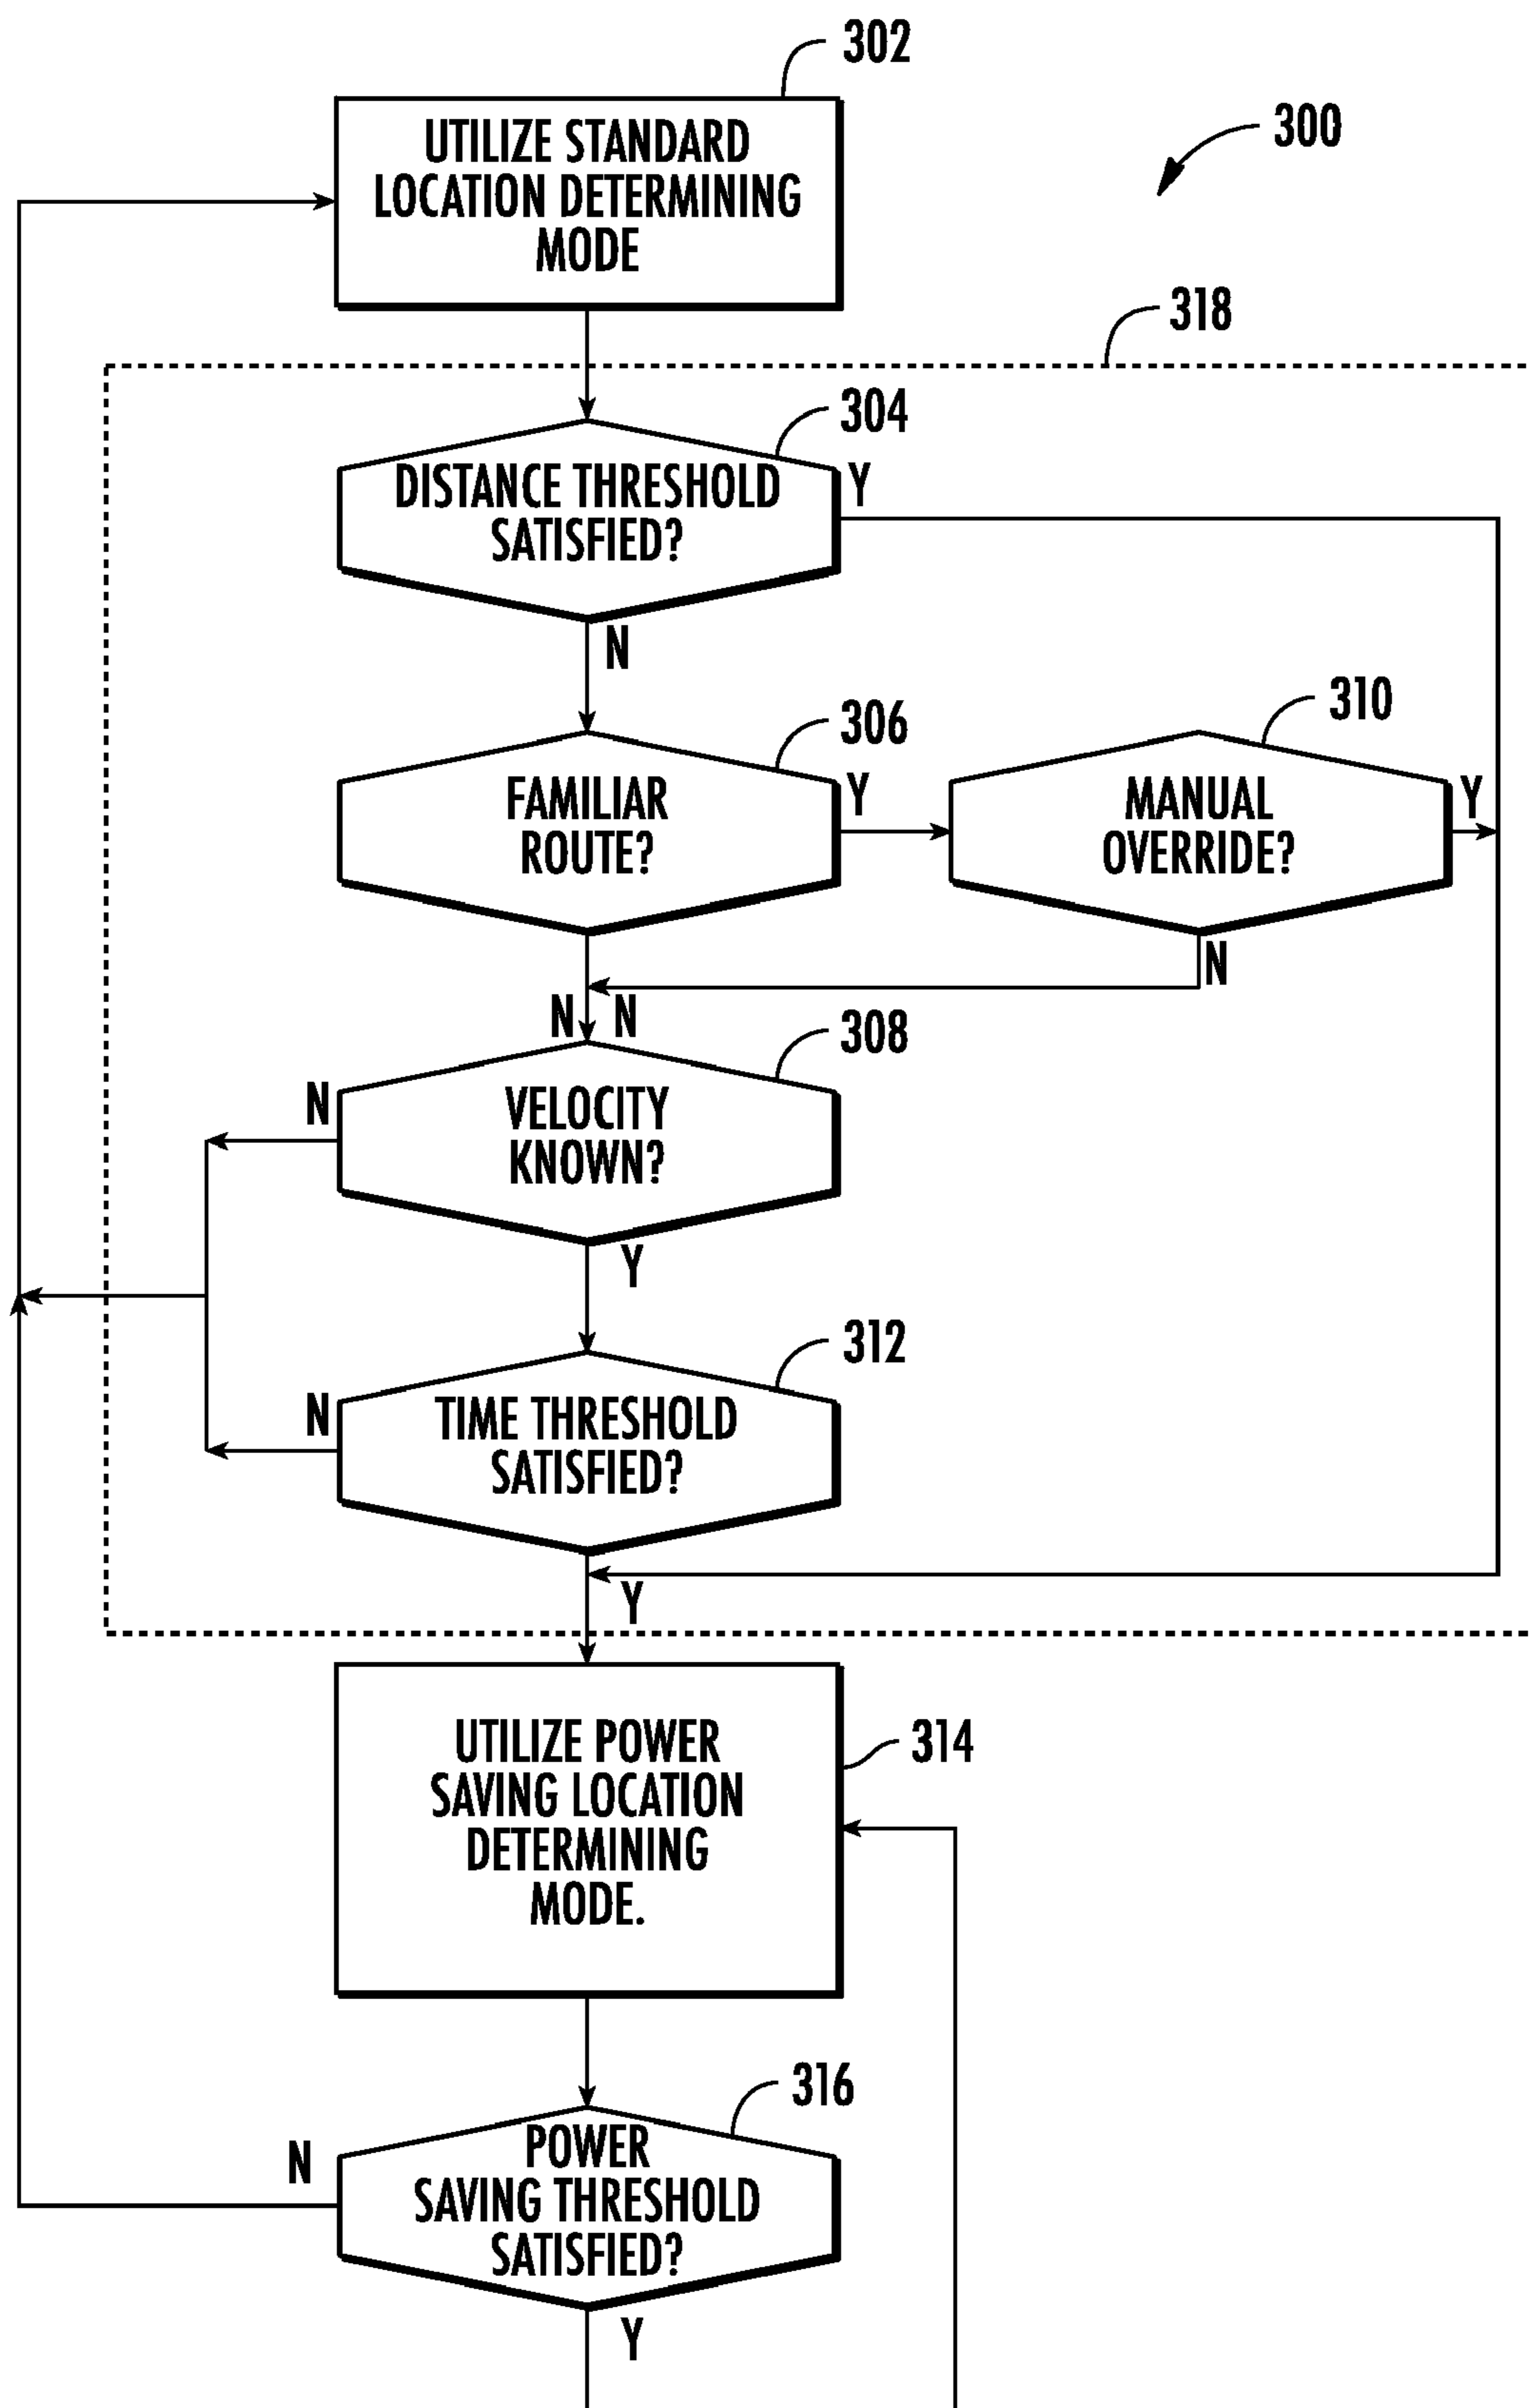 302
UTILIZE STANDARD
LOCATION DETERMINING
MODE
300
318
304
DISTANCE THRESHOLD
SATISFIED?
Y
N
306
FAMILIAR
ROUTE?
Y
310
MANUAL
OVERRIDE?
Y
N
N N
308
VELOCITY
KNOWN?
N
Y
312
TIME THRESHOLD
SATISFIED?
N
Y
UTILIZE POWER
SAVING LOCATION
DETERMINING
MODE.
314
316
POWER
SAVING THRESHOLD
SATISFIED?
N
Y